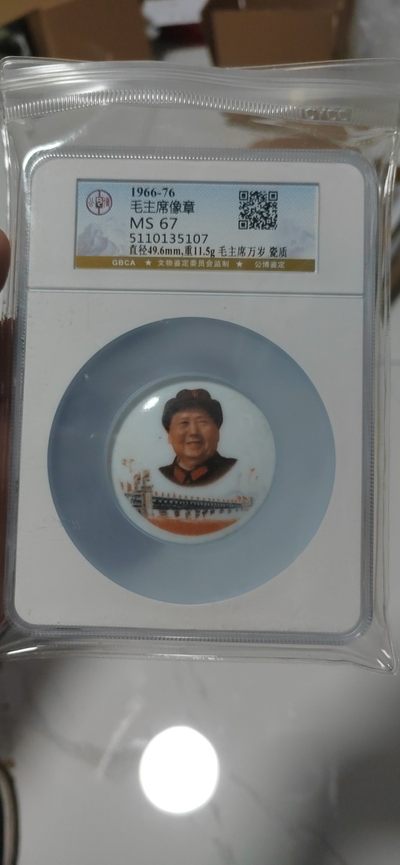 1966-76
毛主席像章
MS 67
5110135107
直径49.6mm,重11.5g 毛主席万岁 瓷质
GBCA ★ 文物鉴定委员会监制 ★ 公博鉴定